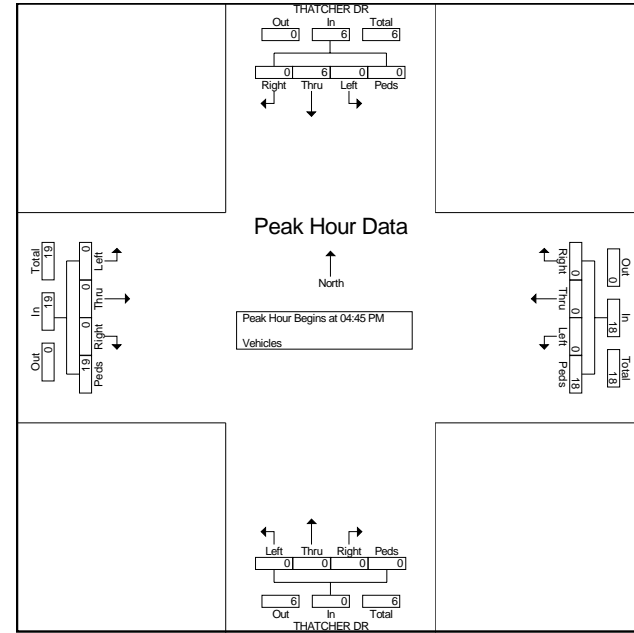 THATCHER DR
Out In Total
0 6 6
0 6 0 0
Right Thru Left Peds
Peak Hour Data
North
Peak Hour Begins at 04:45 PM
Vehicles
Total In Out
19 19 0
Left Thru Right Peds
0 0 0 19
Right Thru Left Peds
0 0 0 18
Out In Total
0 18 18
Left Thru Right Peds
0 0 0 0
6 0 6
Out In Total
THATCHER DR